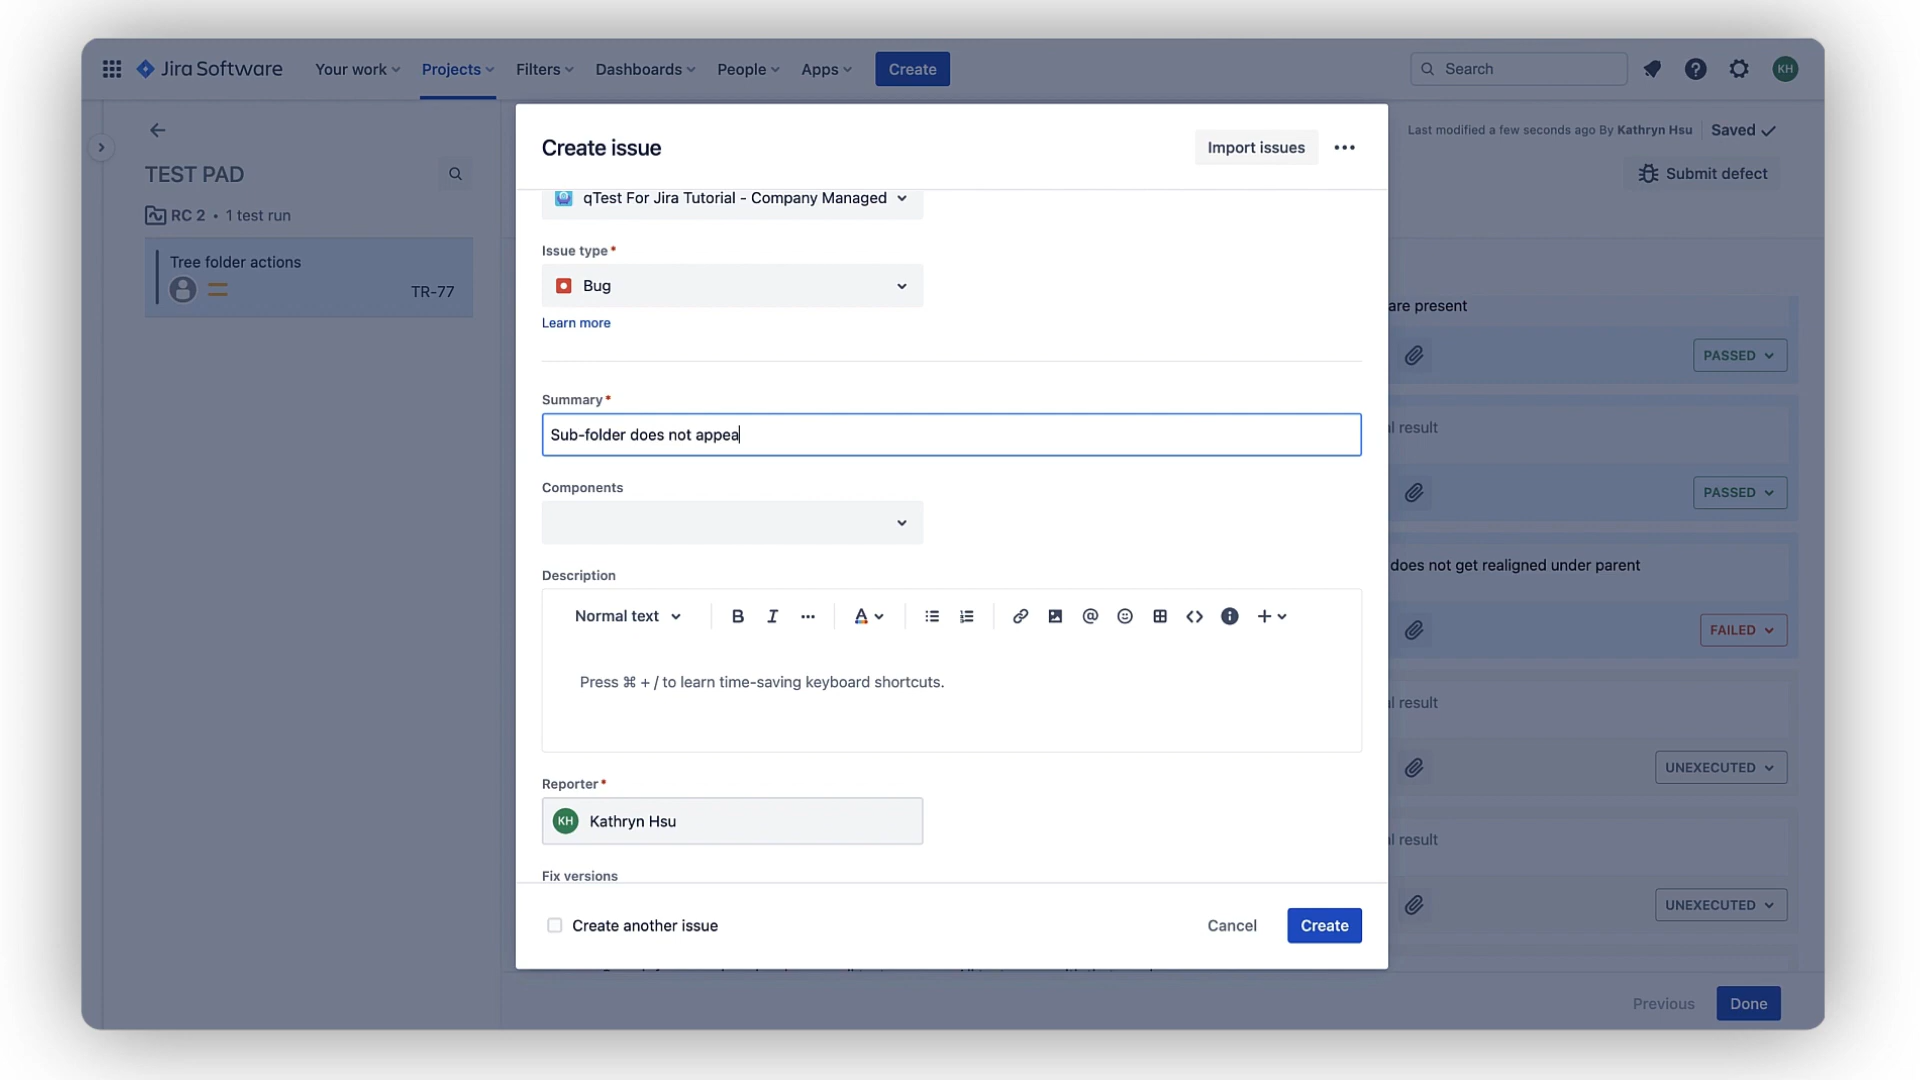 Jira Software
Your work
Projects
Filters
Dashboards
People
Apps
Create
Search
KH
TEST PAD
RC 2 • 1 test run
Tree folder actions
TR-77
Last modified a few seconds ago By Kathryn Hsu
Saved
Submit defect
Create issue
Import issues
qTest For Jira Tutorial - Company Managed
Issue type*
Bug
Learn more
Summary*
Sub-folder does not appea
Components
Description
Normal text
Press ⌘ + / to learn time-saving keyboard shortcuts.
Reporter*
KH Kathryn Hsu
Fix versions
Create another issue
Cancel
Create
are present
PASSED
result
PASSED
does not get realigned under parent
FAILED
result
UNEXECUTED
result
UNEXECUTED
Previous
Done